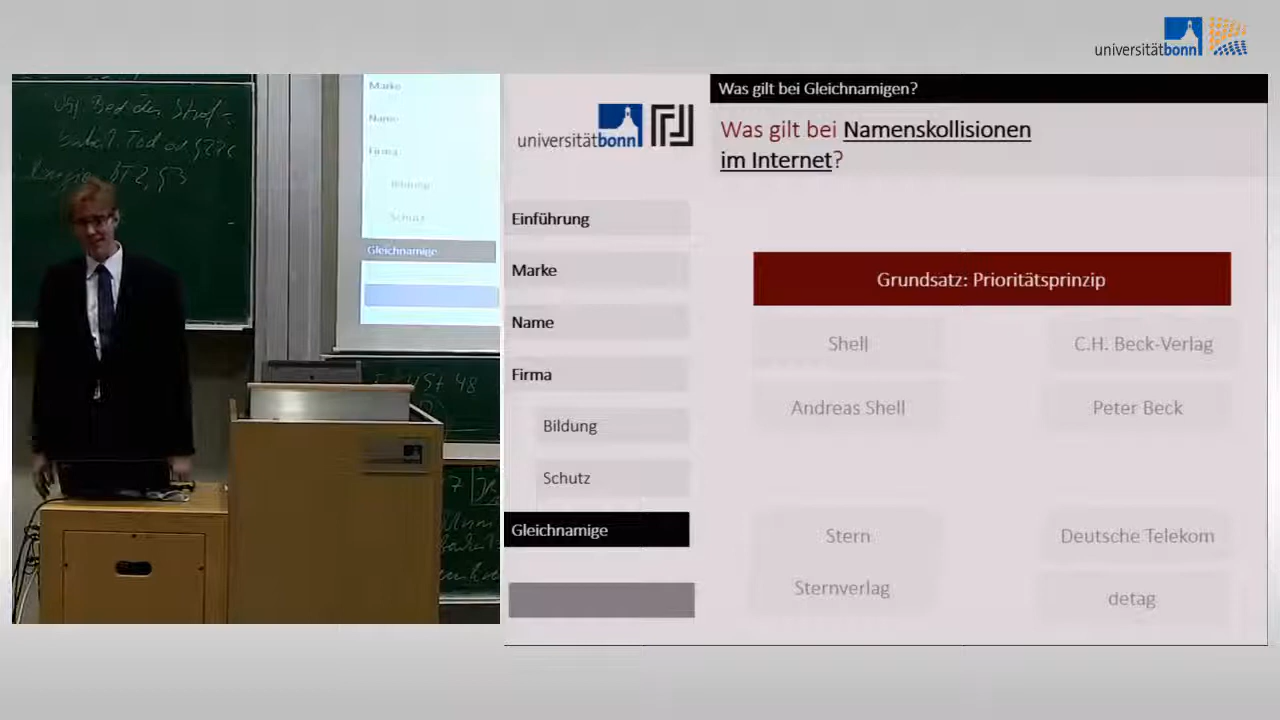 universitätbonn
Marke
Name
Firma
Bildung
Schutz
Gleichnamige
Was gilt bei Gleichnamigen?
universitätbonn
Was gilt bei Namenskollisionen
im Internet?
Einführung
Marke
Name
Firma
Bildung
Schutz
Gleichnamige
Grundsatz: Prioritätsprinzip
Shell
C.H. Beck-Verlag
Andreas Shell
Peter Beck
Stern
Deutsche Telekom
Sternverlag
detag